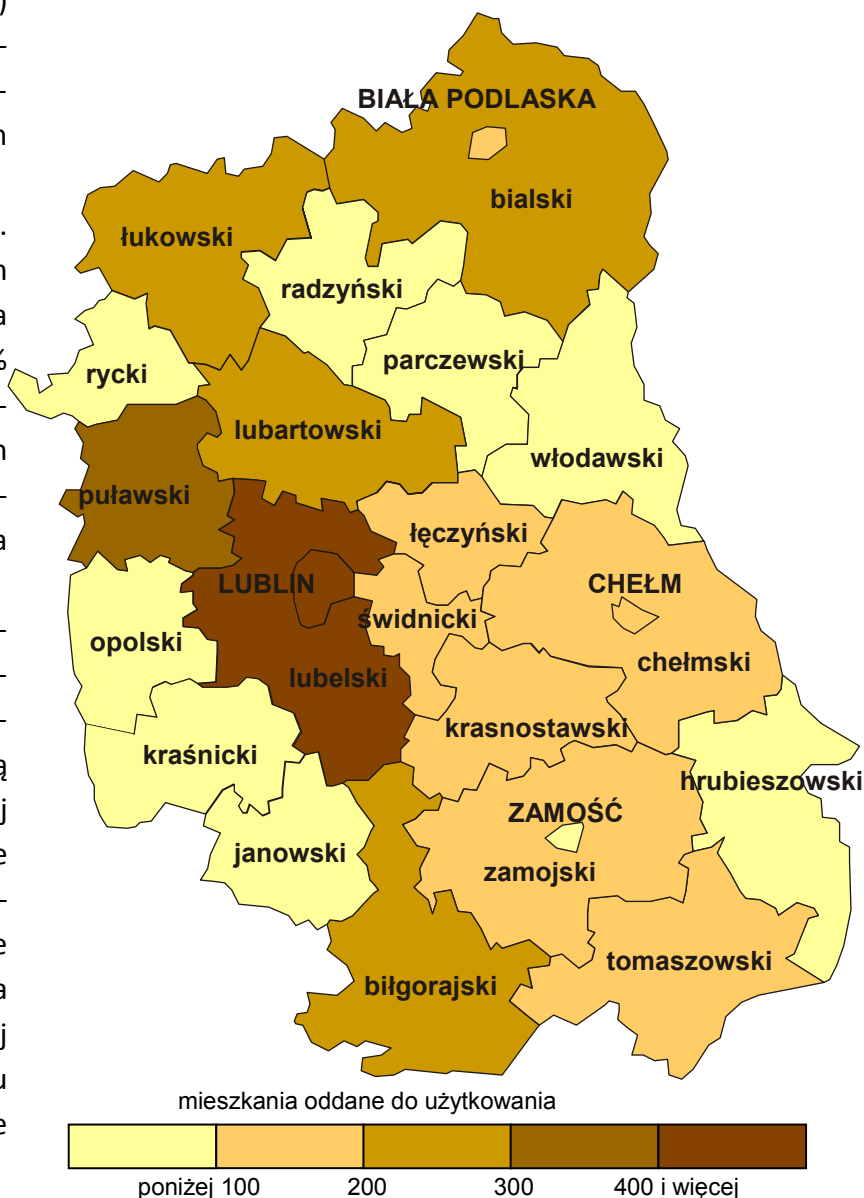 )
–
–
h
BIAŁA PODLASKA
bialski
łukowski
.
h
radzyński
a
parczewski
%
rycki
–
lubartowski
h
włodawski
–
puławski
a
łęczyński
LUBLIN
CHEŁM
świdnicki
–
opolski
chełmski
–
lubelski
–
krasnostawski
kraśnicki
ą
hrubieszowski
j
ZAMOŚĆ
e
janowski
zamojski
–
e
tomaszowski
a
biłgorajski
j
u
mieszkania oddane do użytkowania
e
poniżej 100 200 300 400 i więcej